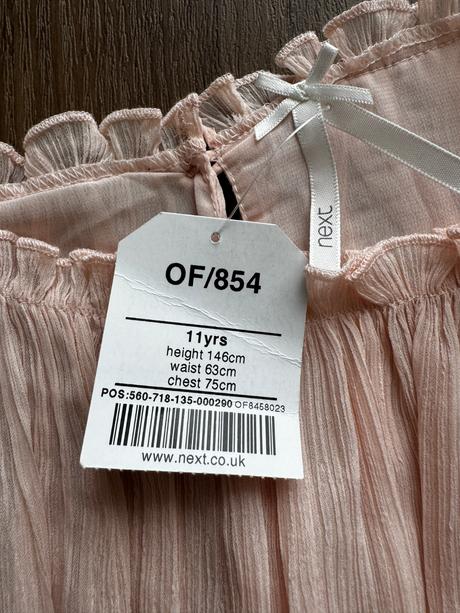 next
OF/854
11yrs
height 146cm
waist 63cm
chest 75cm
POS:560-718-135-000290 OF8458023
www.next.co.uk